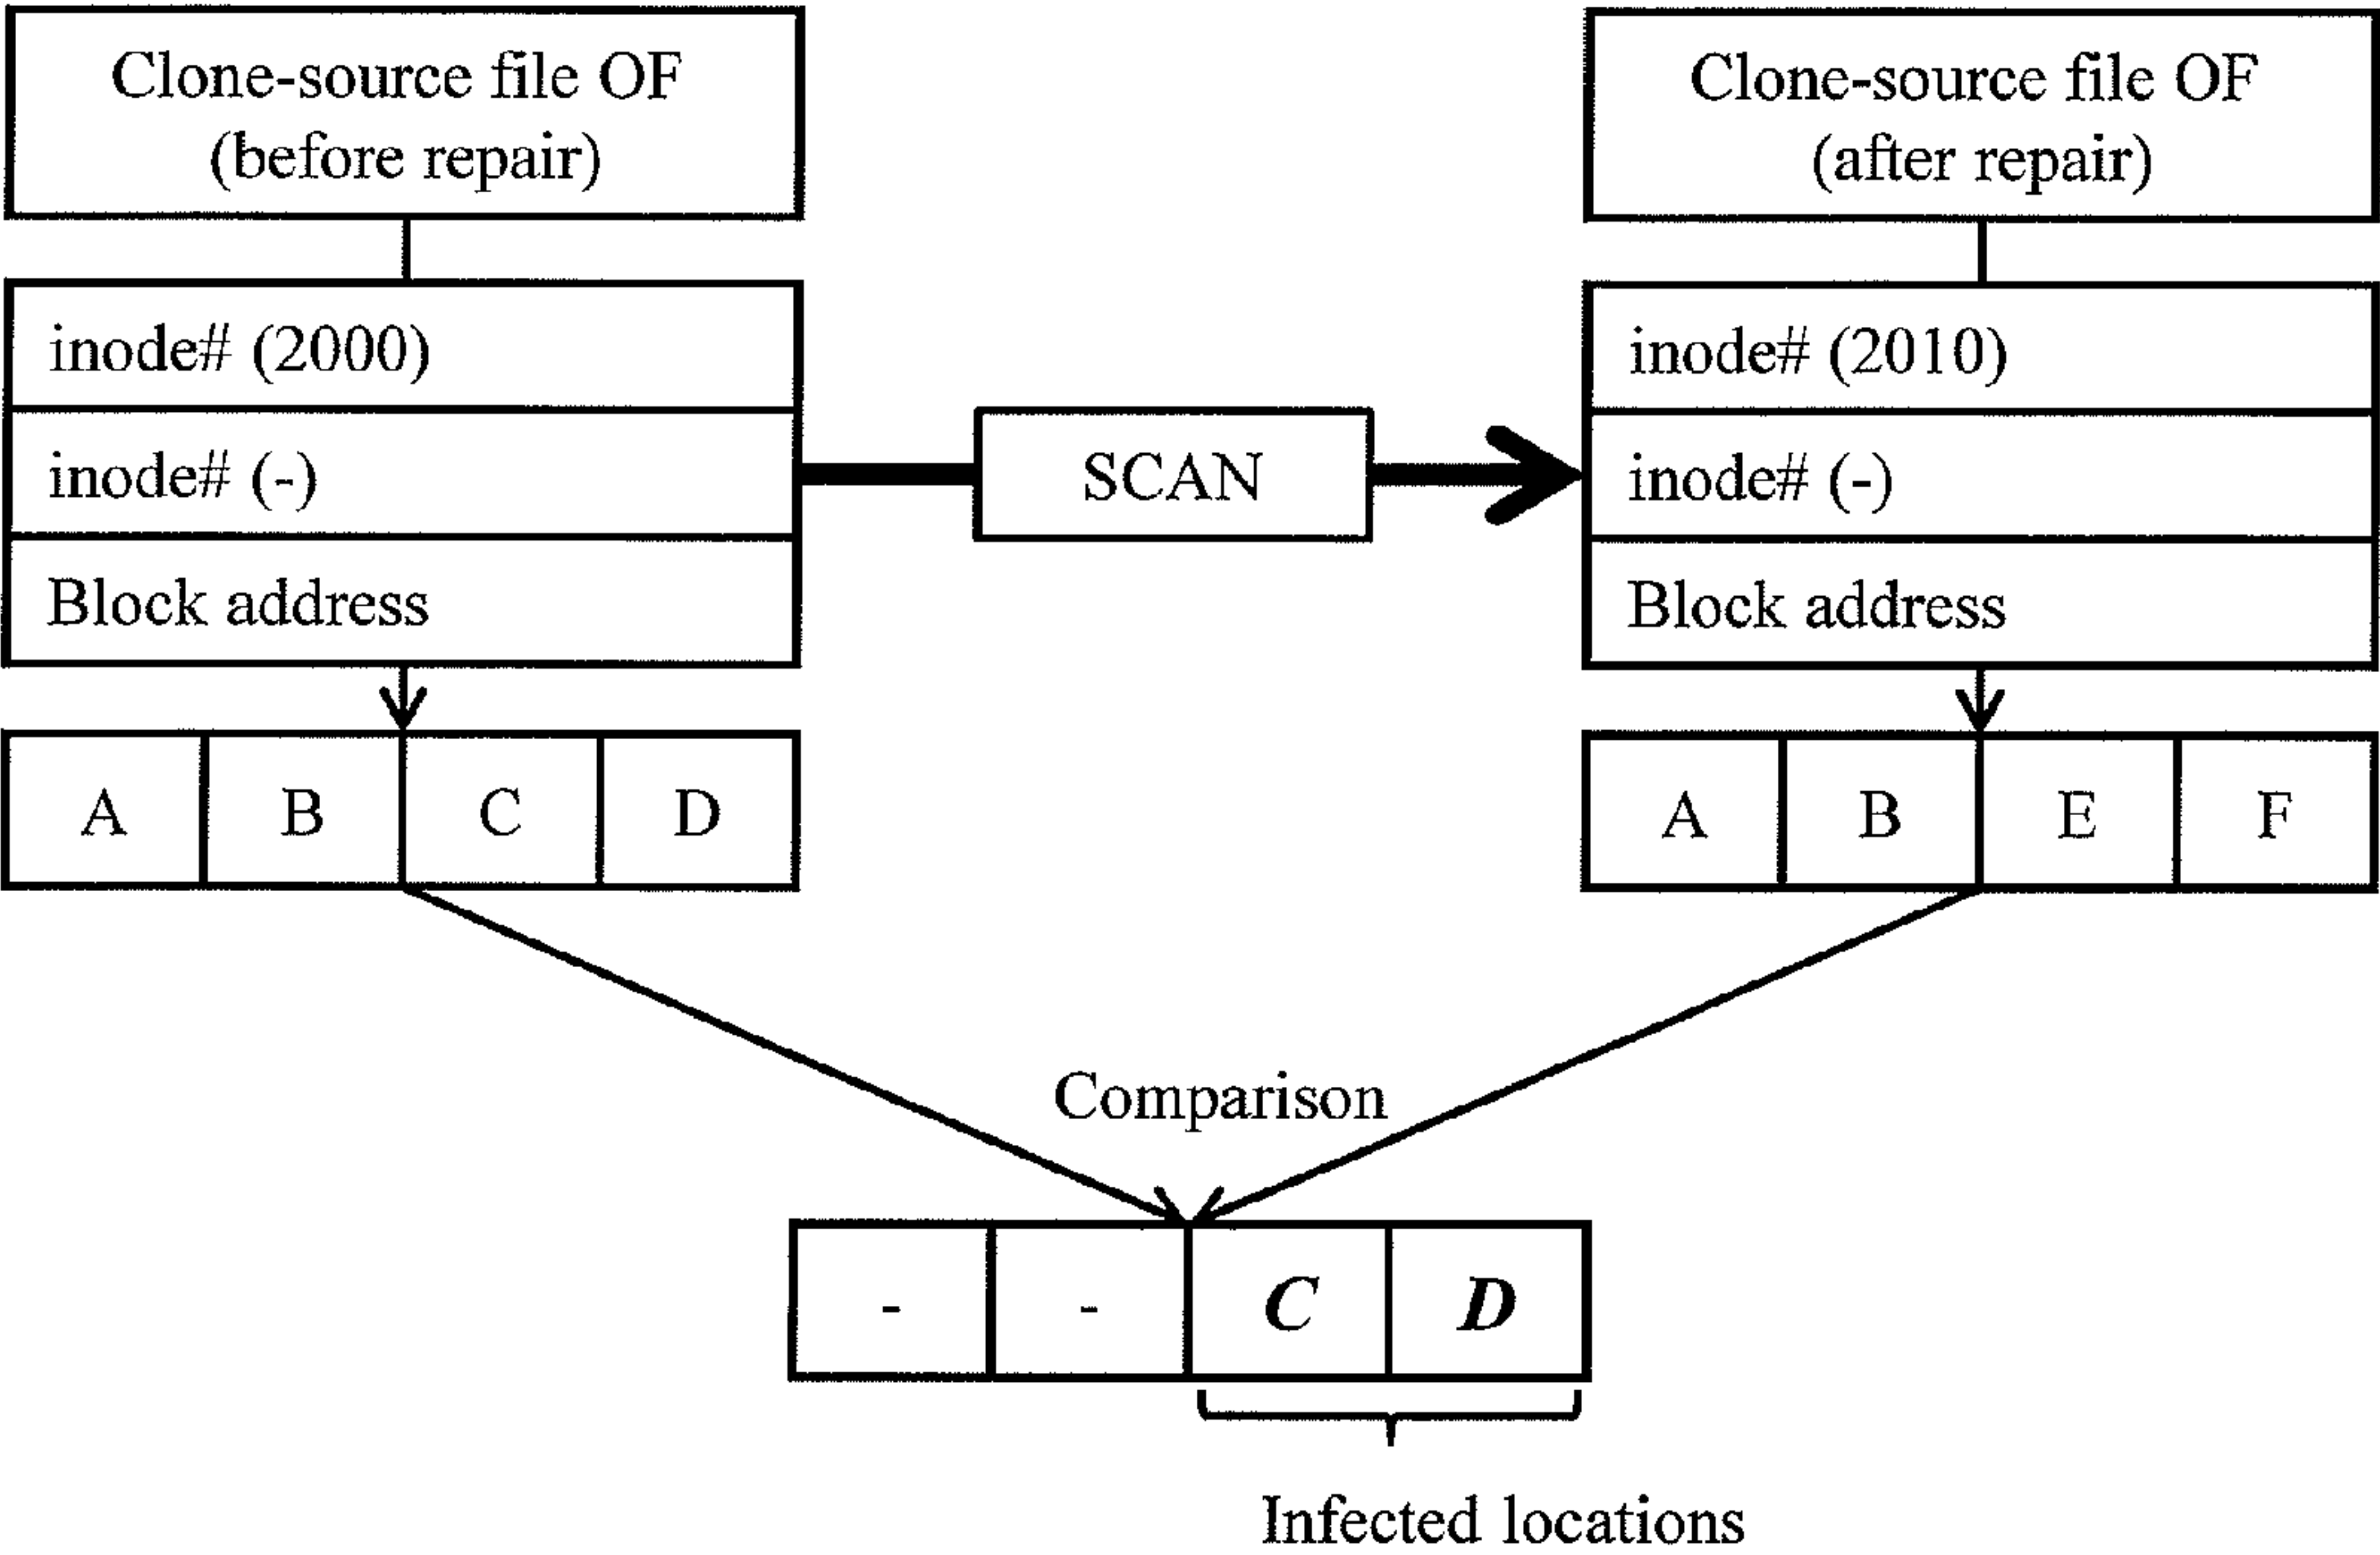 Clone-source file OF
(before repair)
Clone-source file OF
(after repair)
inode# (2000)
inode# (-)
Block address
SCAN
inode# (2010)
inode# (-)
Block address
A B C D
A B E F
Comparison
- - C D
Infected locations